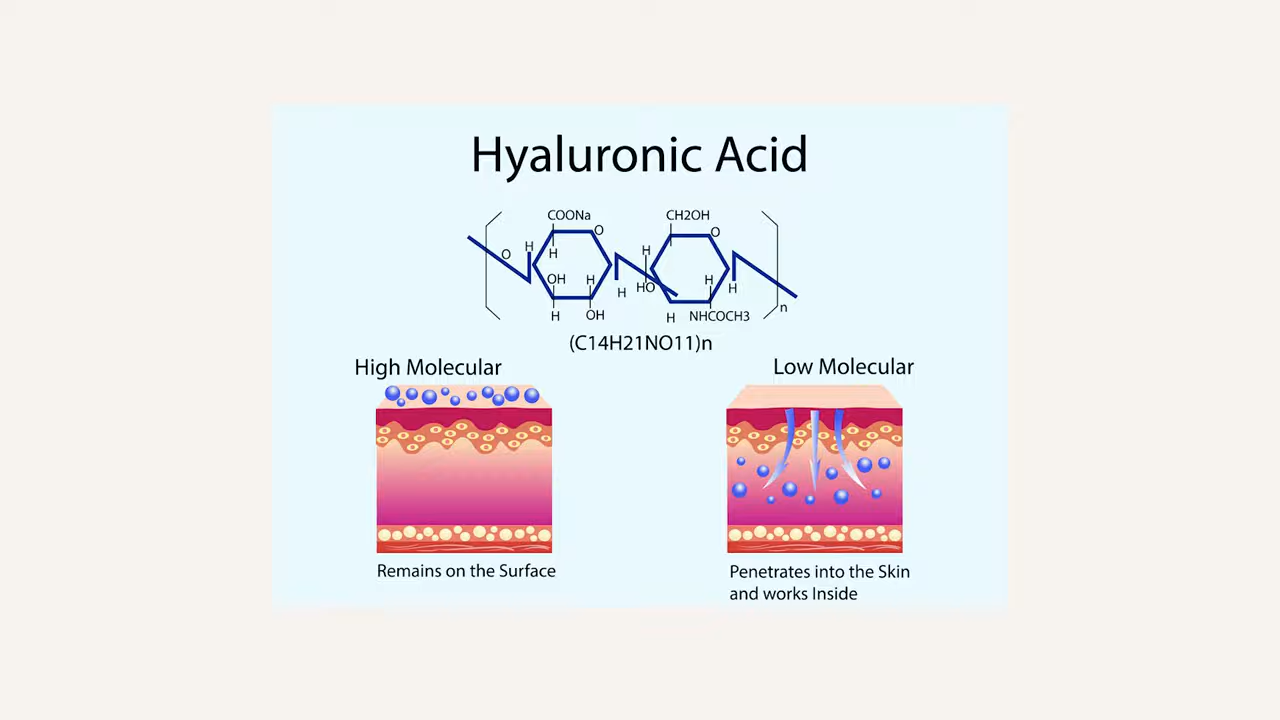 Hyaluronic Acid
COONa
CH2OH
O
O
H
H
O
H
OH
H
H
HO
H
H
H
OH
H
NHCOCH3
n
(C14H21NO11)n
High Molecular
Low Molecular
Remains on the Surface
Penetrates into the Skin
and works Inside